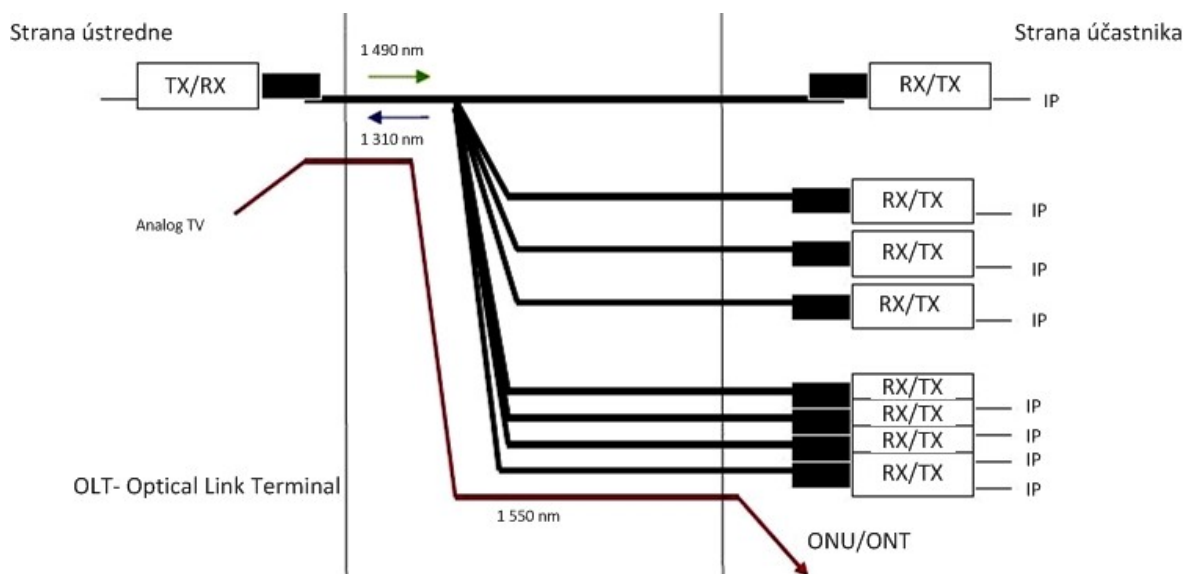 Strana ústredne
Strana účastnika
1 490 nm
TX/RX
RX/TX
IP
1 310 nm
Analog TV
RX/TX
IP
RX/TX
IP
RX/TX
IP
RX/TX
IP
RX/TX
IP
RX/TX
IP
RX/TX
IP
OLT- Optical Link Terminal
1 550 nm
ONU/ONT